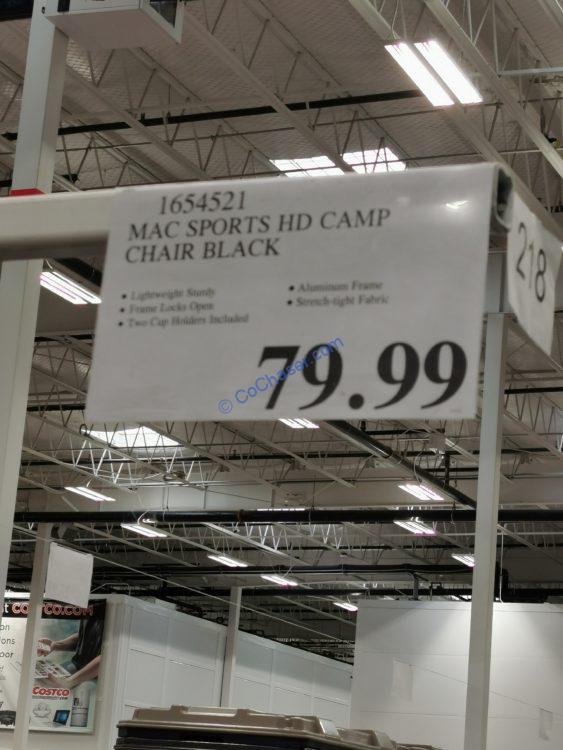 1654521
MAC SPORTS HD CAMP
CHAIR BLACK
• Lightweight Sturdy
• Frame Locks Open
• Two Cup Holders Included
• Aluminum Frame
• Stretch-tight Fabric
79.99
© CoChaser.com
218
COSTCO.COM
COSTCO